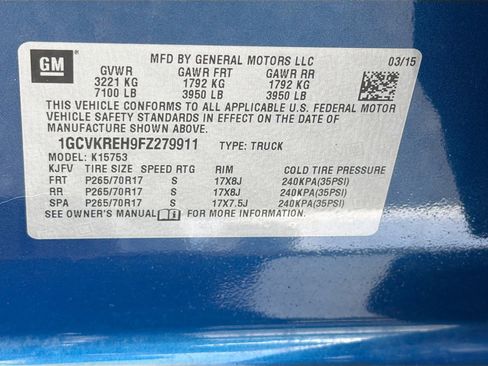 GM
MFD BY GENERAL MOTORS LLC 03/15
GVWR GAWR FRT GAWR RR
3221 KG 1792 KG 1792 KG
7100 LB 3950 LB 3950 LB
THIS VEHICLE CONFORMS TO ALL APPLICABLE U.S. FEDERAL MOTOR
VEHICLE SAFETY STANDARDS IN EFFECT ON THE DATE OF
MANUFACTURE SHOWN ABOVE.
1GCVKREH9FZ279911 TYPE: TRUCK
MODEL: K15753
KJFV TIRE SIZE SPEED RTG RIM COLD TIRE PRESSURE
FRT P265/70R17 S 17X8J 240KPA(35PSI)
RR P265/70R17 S 17X8J 240KPA(35PSI)
SPA P265/70R17 S 17X7.5J 240KPA(35PSI)
SEE OWNER'S MANUAL FOR MORE INFORMATION.